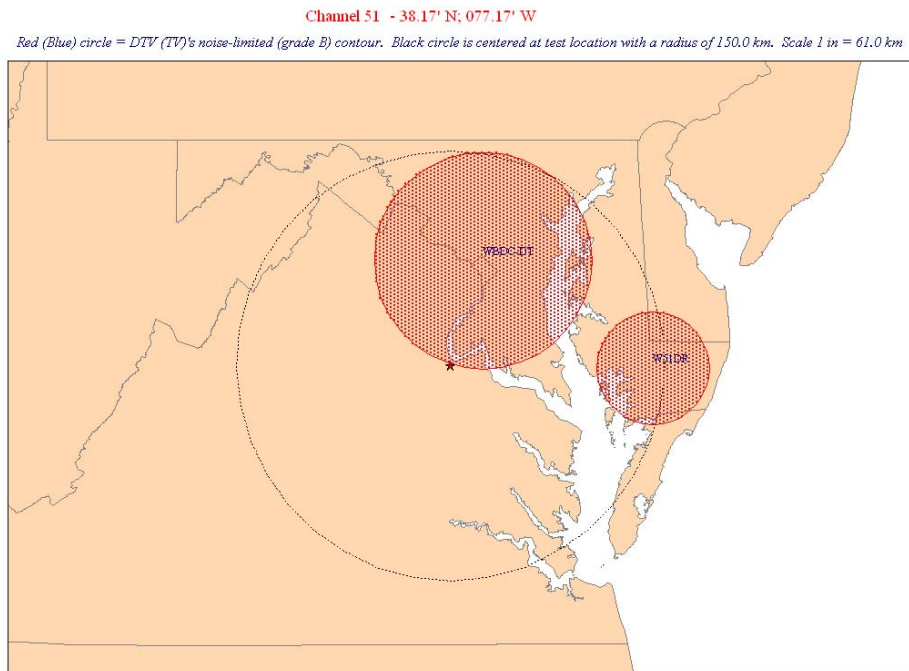 Channel 51 - 38.17' N; 077.17' W
Red (Blue) circle = DTV (TV)'s noise-limited (grade B) contour. Black circle is centered at test location with a radius of 150.0 km. Scale 1 in = 61.0 km
WBDC-DT
W51DR